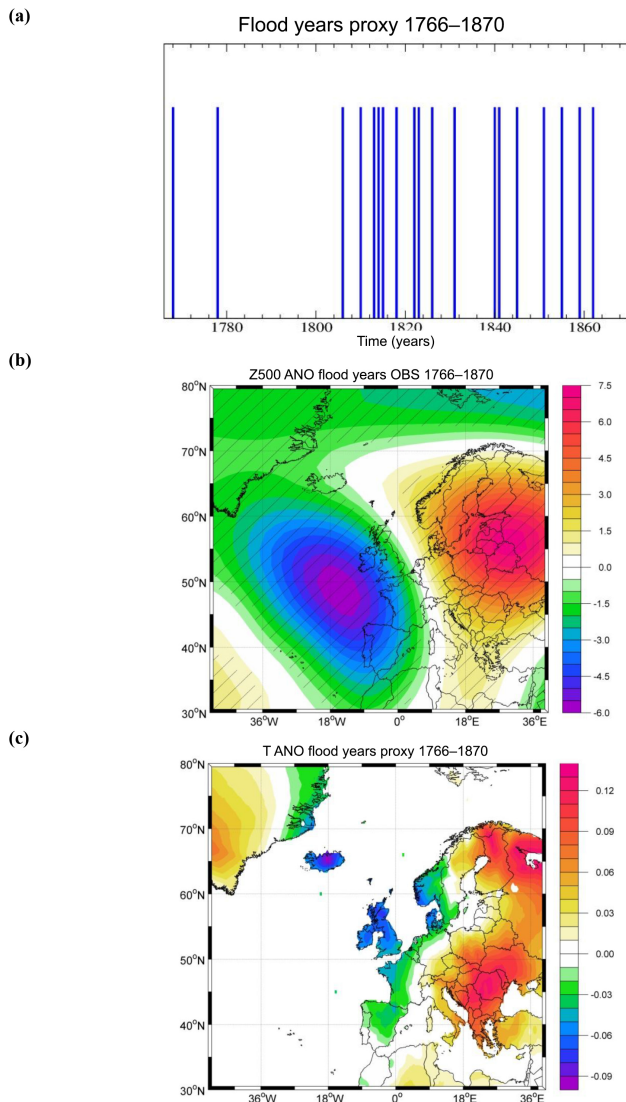 (a)
Flood years proxy 1766–1870
1780 1800 1820 1840 1860
Time (years)
(b)
Z500 ANO flood years OBS 1766–1870
80°N
70°N
60°N
50°N
40°N
30°N
36°W 18°W 0° 18°E 36°E
7.5
6.0
4.5
3.0
1.5
0.0
-1.5
-3.0
-4.5
-6.0
(c)
T ANO flood years proxy 1766–1870
80°N
70°N
60°N
50°N
40°N
30°N
36°W 18°W 0° 18°E 36°E
0.12
0.09
0.06
0.03
0.00
-0.03
-0.06
-0.09